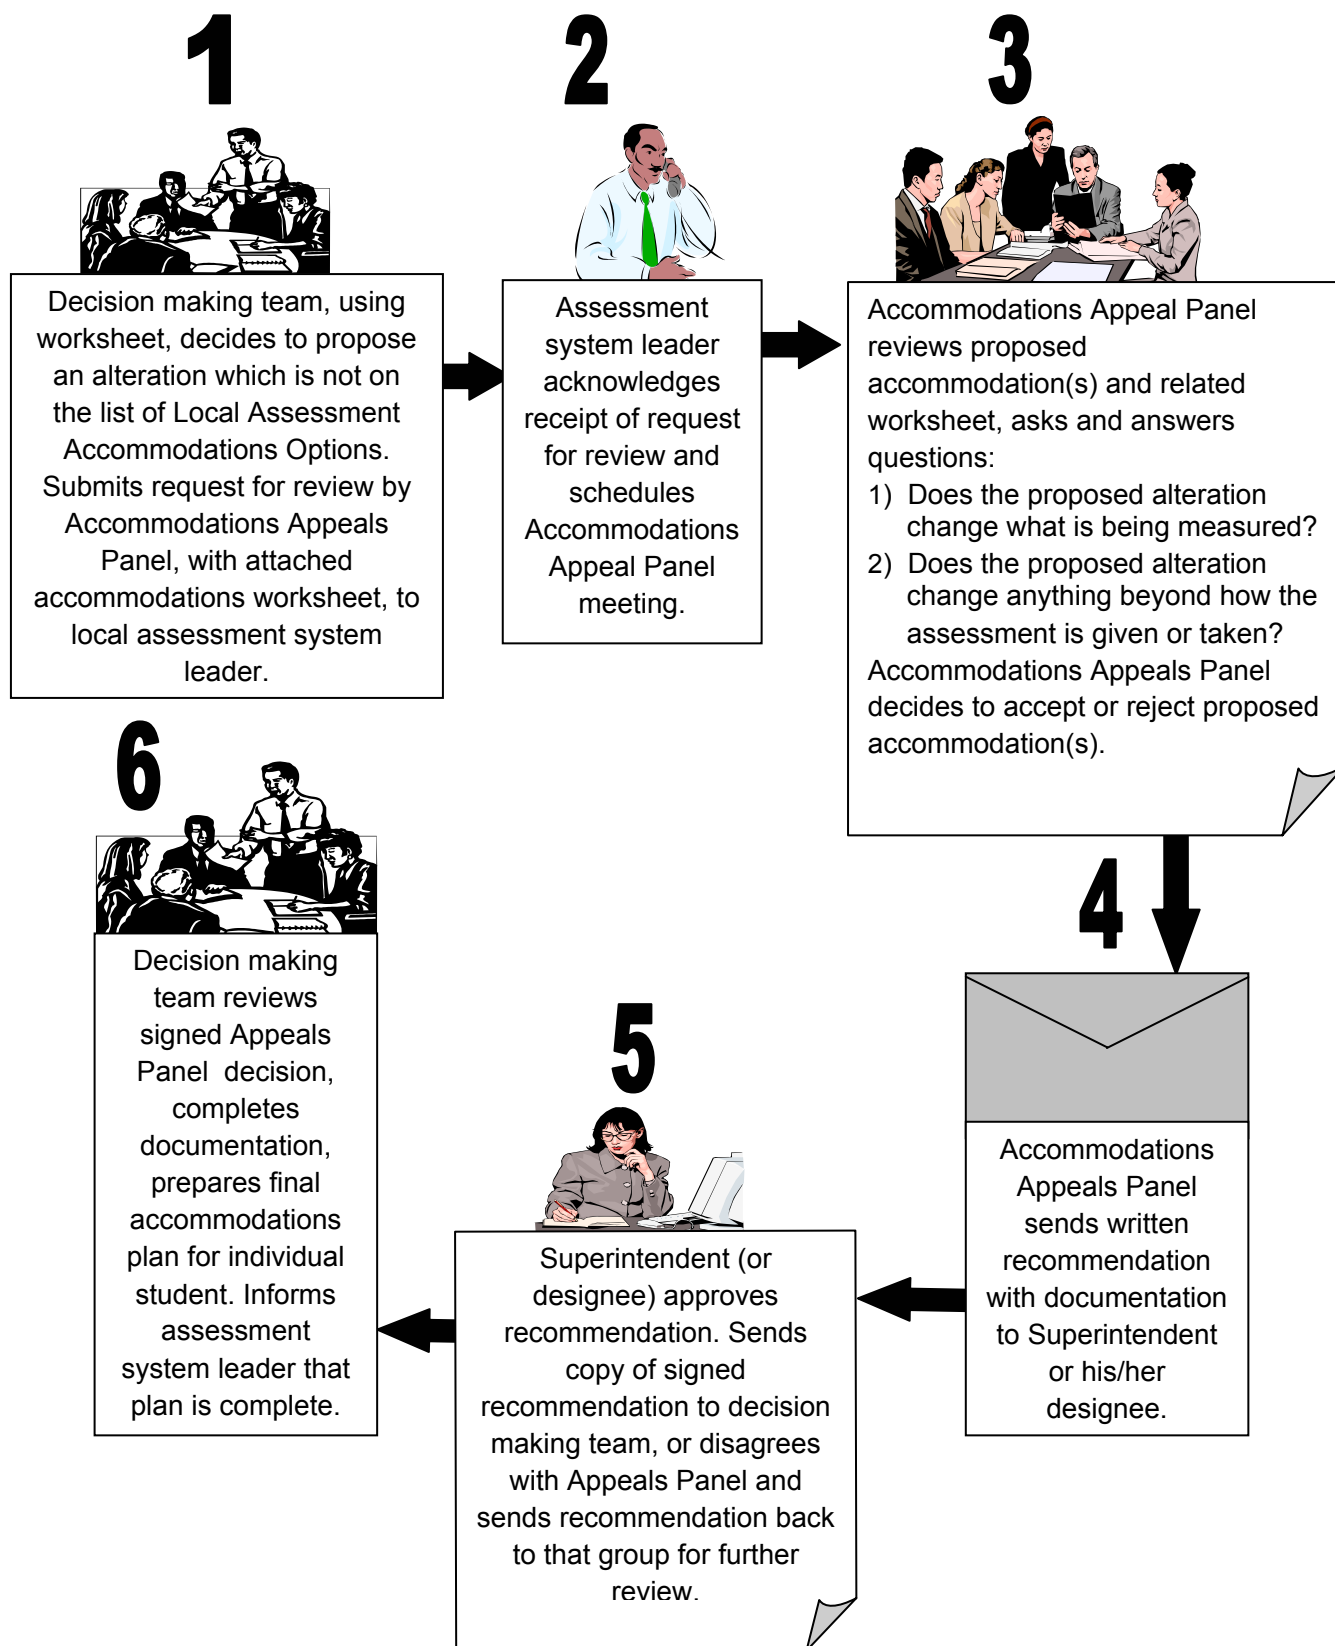 1
Decision making team, using
worksheet, decides to propose
an alteration which is not on
the list of Local Assessment
Accommodations Options.
Submits request for review by
Accommodations Appeals
Panel, with attached
accommodations worksheet, to
local assessment system
leader.
2
Assessment
system leader
acknowledges
receipt of request
for review and
schedules
Accommodations
Appeal Panel
meeting.
3
Accommodations Appeal Panel
reviews proposed
accommodation(s) and related
worksheet, asks and answers
questions:
1) Does the proposed alteration
change what is being measured?
2) Does the proposed alteration
change anything beyond how the
assessment is given or taken?
Accommodations Appeals Panel
decides to accept or reject proposed
accommodation(s).
4
Accommodations
Appeals Panel
sends written
recommendation
with documentation
to Superintendent
or his/her
designee.
5
Superintendent (or
designee) approves
recommendation. Sends
copy of signed
recommendation to decision
making team, or disagrees
with Appeals Panel and
sends recommendation back
to that group for further
review.
6
Decision making
team reviews
signed Appeals
Panel decision,
completes
documentation,
prepares final
accommodations
plan for individual
student. Informs
assessment
system leader that
plan is complete.